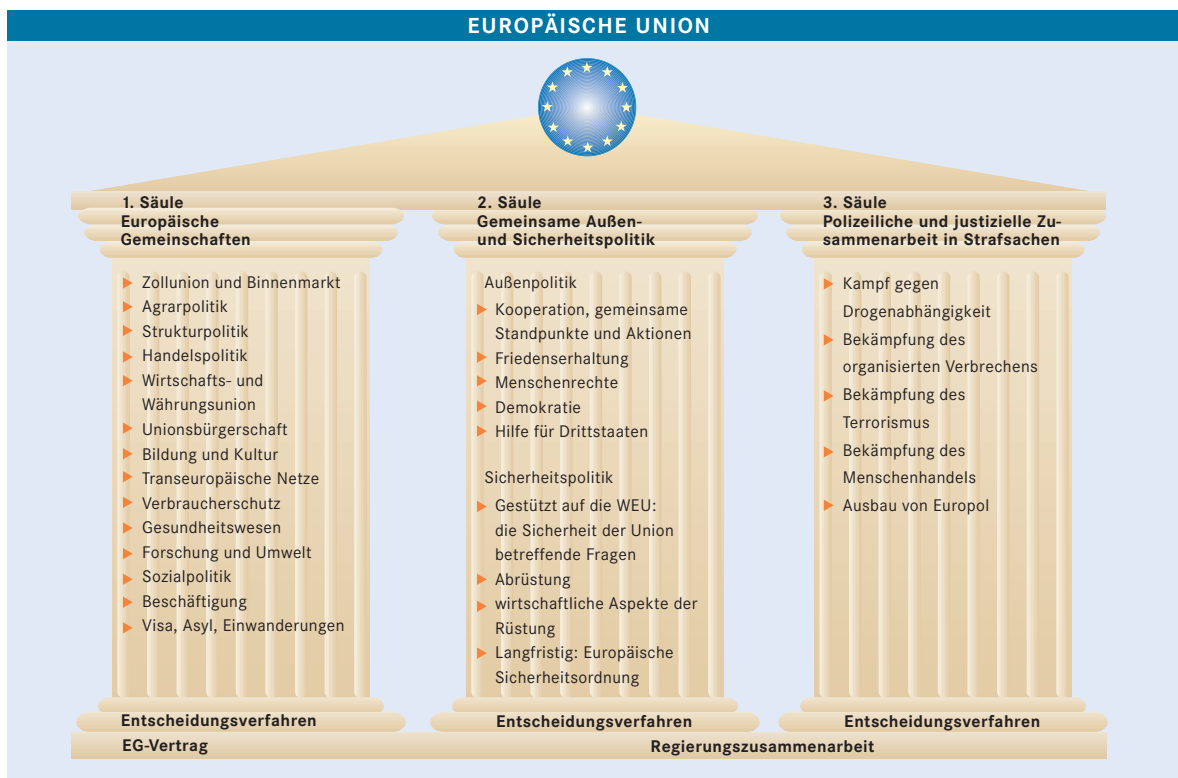 EUROPÄISCHE UNION
1. Säule
Europäische
Gemeinschaften
Zollunion und Binnenmarkt
Agrarpolitik
Strukturpolitik
Handelspolitik
Wirtschafts- und
Währungsunion
Unionsbürgerschaft
Bildung und Kultur
Transeuropäische Netze
Verbraucherschutz
Gesundheitswesen
Forschung und Umwelt
Sozialpolitik
Beschäftigung
Visa, Asyl, Einwanderungen
Entscheidungsverfahren
EG-Vertrag
2. Säule
Gemeinsame Außen-
und Sicherheitspolitik
Außenpolitik
Kooperation, gemeinsame
Standpunkte und Aktionen
Friedenserhaltung
Menschenrechte
Demokratie
Hilfe für Drittstaaten
Sicherheitspolitik
Gestützt auf die WEU:
die Sicherheit der Union
betreffende Fragen
Abrüstung
wirtschaftliche Aspekte der
Rüstung
Langfristig: Europäische
Sicherheitsordnung
Entscheidungsverfahren
3. Säule
Polizeiliche und justizielle Zu-
sammenarbeit in Strafsachen
Kampf gegen
Drogenabhängigkeit
Bekämpfung des
organisierten Verbrechens
Bekämpfung des
Terrorismus
Bekämpfung des
Menschenhandels
Ausbau von Europol
Entscheidungsverfahren
Regierungszusammenarbeit